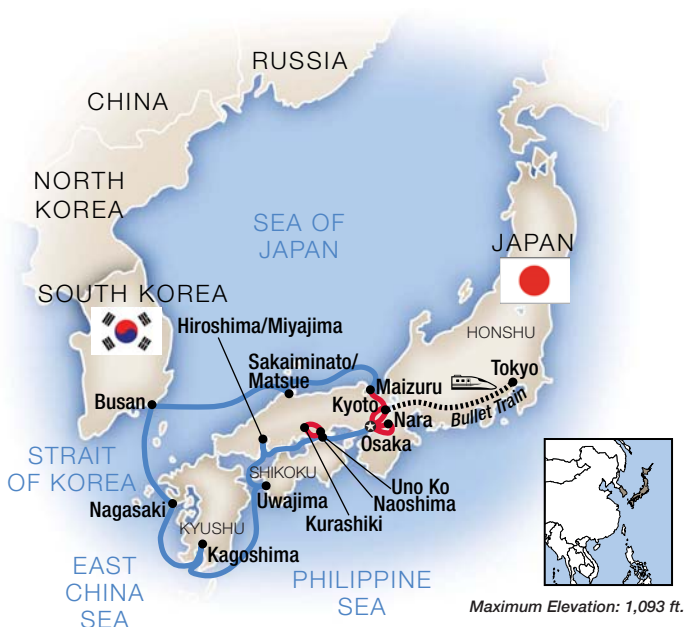 RUSSIA
CHINA
NORTH
KOREA
SEA OF
JAPAN
JAPAN
SOUTH KOREA
Hiroshima/Miyajima
HONSHU
Sakaiminato/
Matsue
Tokyo
Maizuru
Busan
Kyoto
Bullet Train
Nara
Osaka
STRAIT
OF KOREA
SHIKOKU
Uno Ko
Uwajima
Naoshima
Nagasaki
Kurashiki
KYUSHU
Kagoshima
EAST
CHINA
SEA
PHILIPPINE
SEA
Maximum Elevation: 1,093 ft.